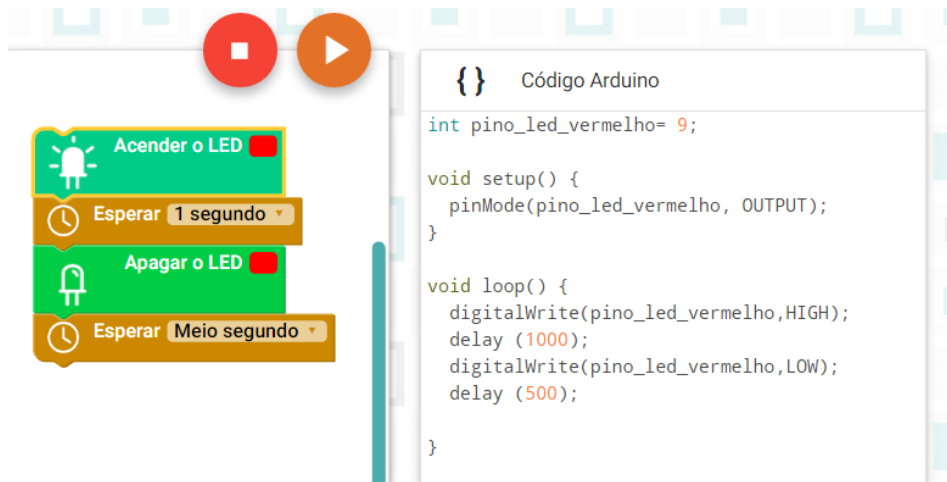 Acender o LED
Esperar 1 segundo
Apagar o LED
Esperar Meio segundo
{ } Código Arduino
int pino_led_vermelho= 9;
void setup() {
pinMode(pino_led_vermelho, OUTPUT);
}
void loop() {
digitalWrite(pino_led_vermelho,HIGH);
delay (1000);
digitalWrite(pino_led_vermelho,LOW);
delay (500);
}